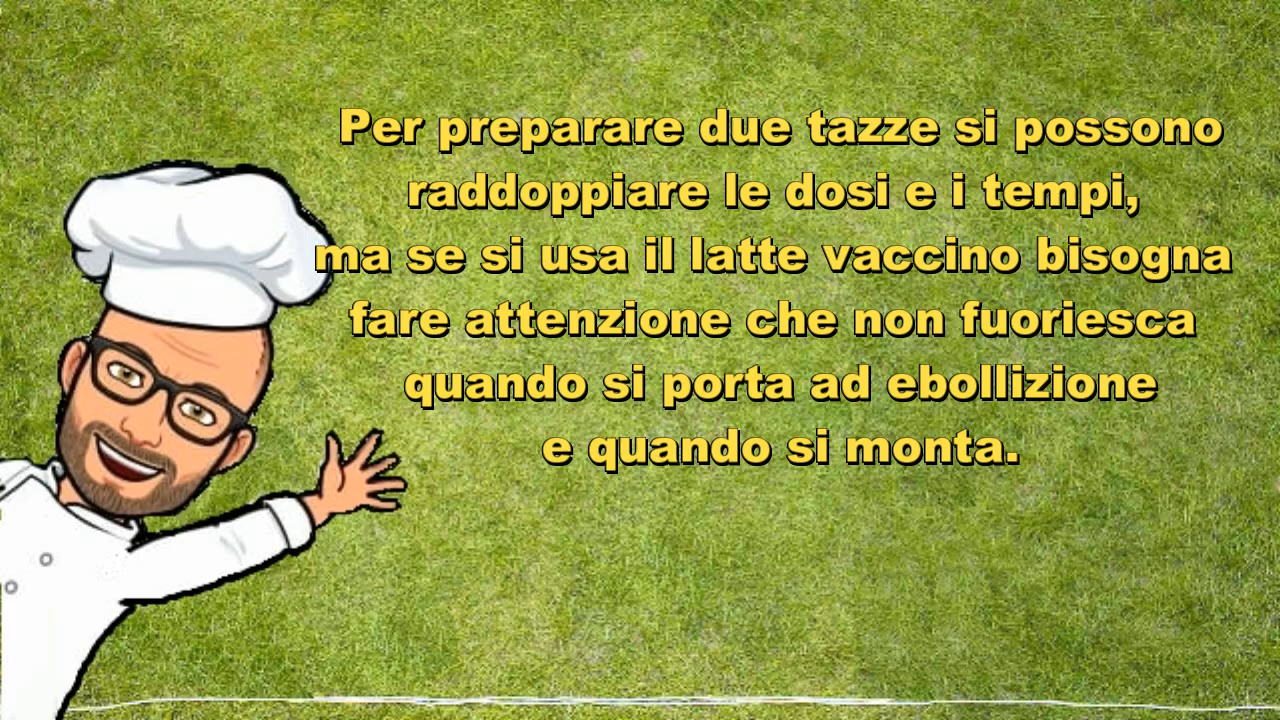 Per preparare due tazze si possono
raddoppiare le dosi e i tempi,
ma se si usa il latte vaccino bisogna
fare attenzione che non fuoriesca
quando si porta ad ebollizione
e quando si monta.